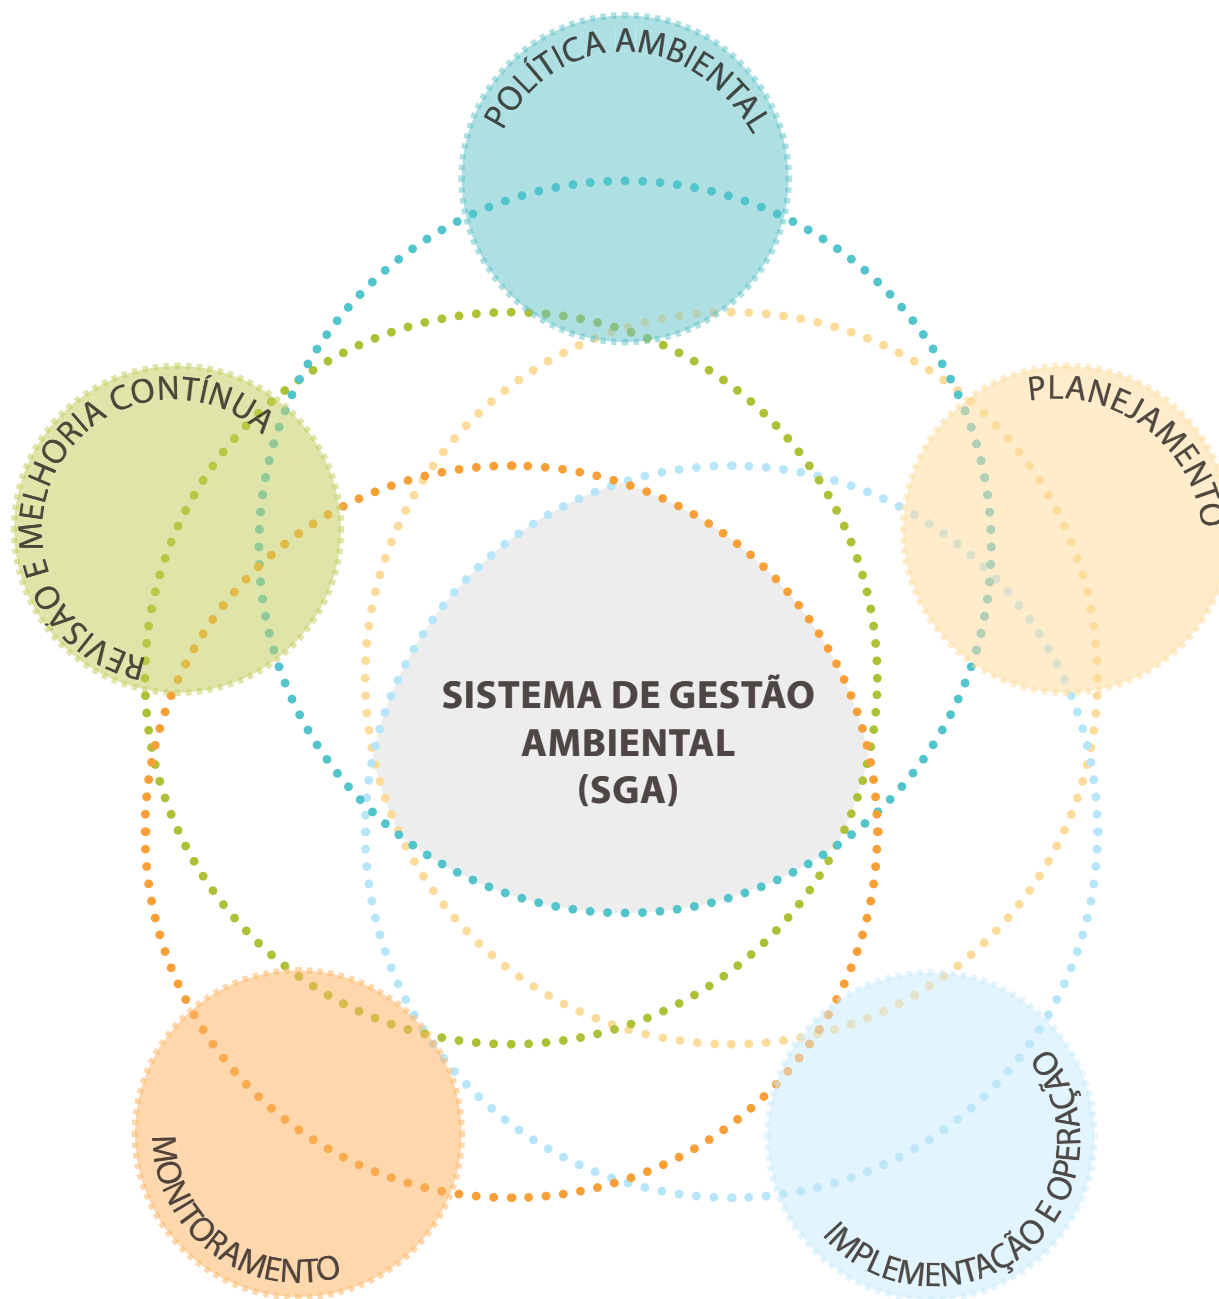 POLÍTICA AMBIENTAL
PLANEJAMENTO
IMPLEMENTAÇÃO E OPERAÇÃO
MONITORAMENTO
REVISÃO E MELHORIA CONTÍNUA
SISTEMA DE GESTÃO
AMBIENTAL
(SGA)